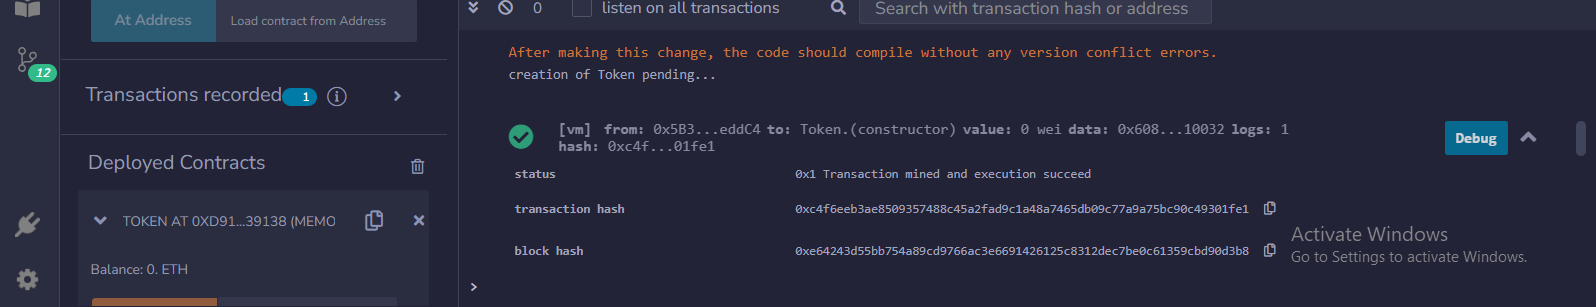 At Address
Load contract from Address
12
Transactions recorded 1
Deployed Contracts
TOKEN AT 0XD91...39138 (MEMO
Balance: 0. ETH
0
listen on all transactions
Search with transaction hash or address
After making this change, the code should compile without any version conflict errors.
creation of Token pending...
[vm] from: 0x5B3...eddC4 to: Token.(constructor) value: 0 wei data: 0x608...10032 logs: 1
hash: 0xc4f...01fe1
Debug
status 0x1 Transaction mined and execution succeed
transaction hash 0xc4f6eeb3ae8509357488c45a2fad9c1a48a7465db09c77a9a75bc90c49301fe1
block hash 0xe64243d55bb754a89cd9766ac3e6691426125c8312dec7be0c61359cbd90d3b8
>
Activate Windows
Go to Settings to activate Windows.